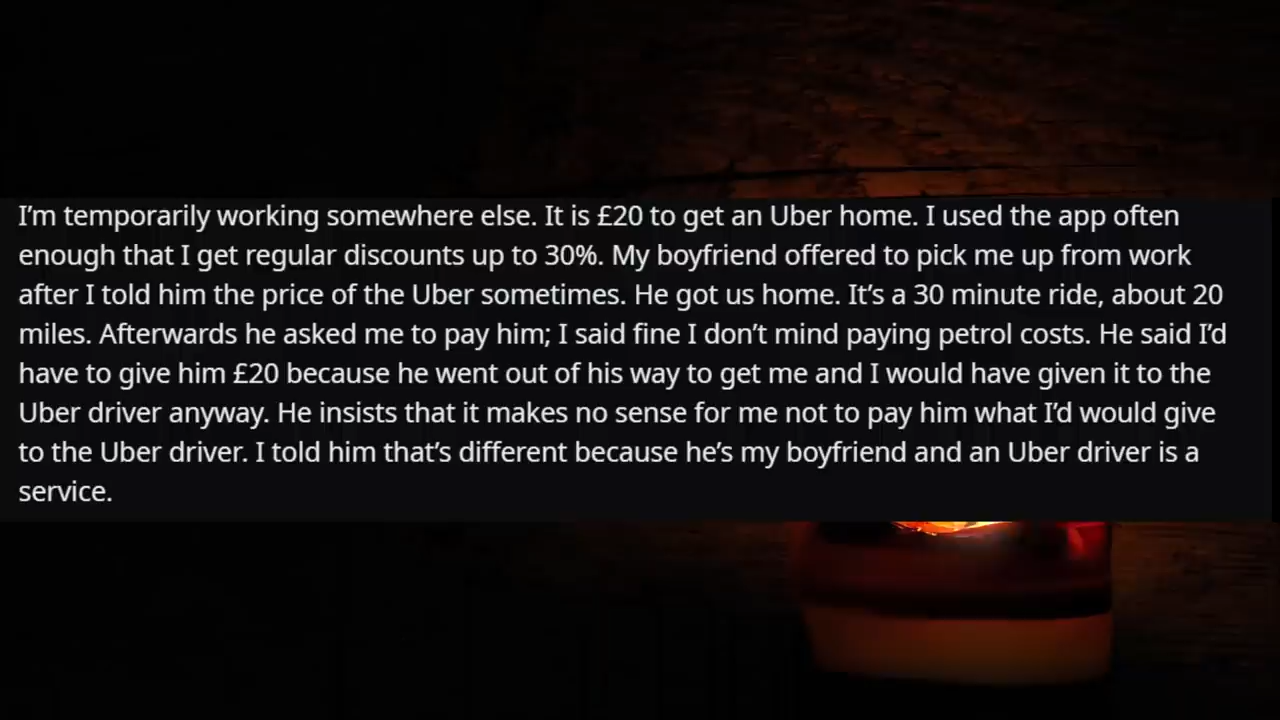 I'm temporarily working somewhere else. It is £20 to get an Uber home. I used the app often
enough that I get regular discounts up to 30%. My boyfriend offered to pick me up from work
after I told him the price of the Uber sometimes. He got us home. It's a 30 minute ride, about 20
miles. Afterwards he asked me to pay him; I said fine I don't mind paying petrol costs. He said I'd
have to give him £20 because he went out of his way to get me and I would have given it to the
Uber driver anyway. He insists that it makes no sense for me not to pay him what I'd would give
to the Uber driver. I told him that's different because he's my boyfriend and an Uber driver is a
service.